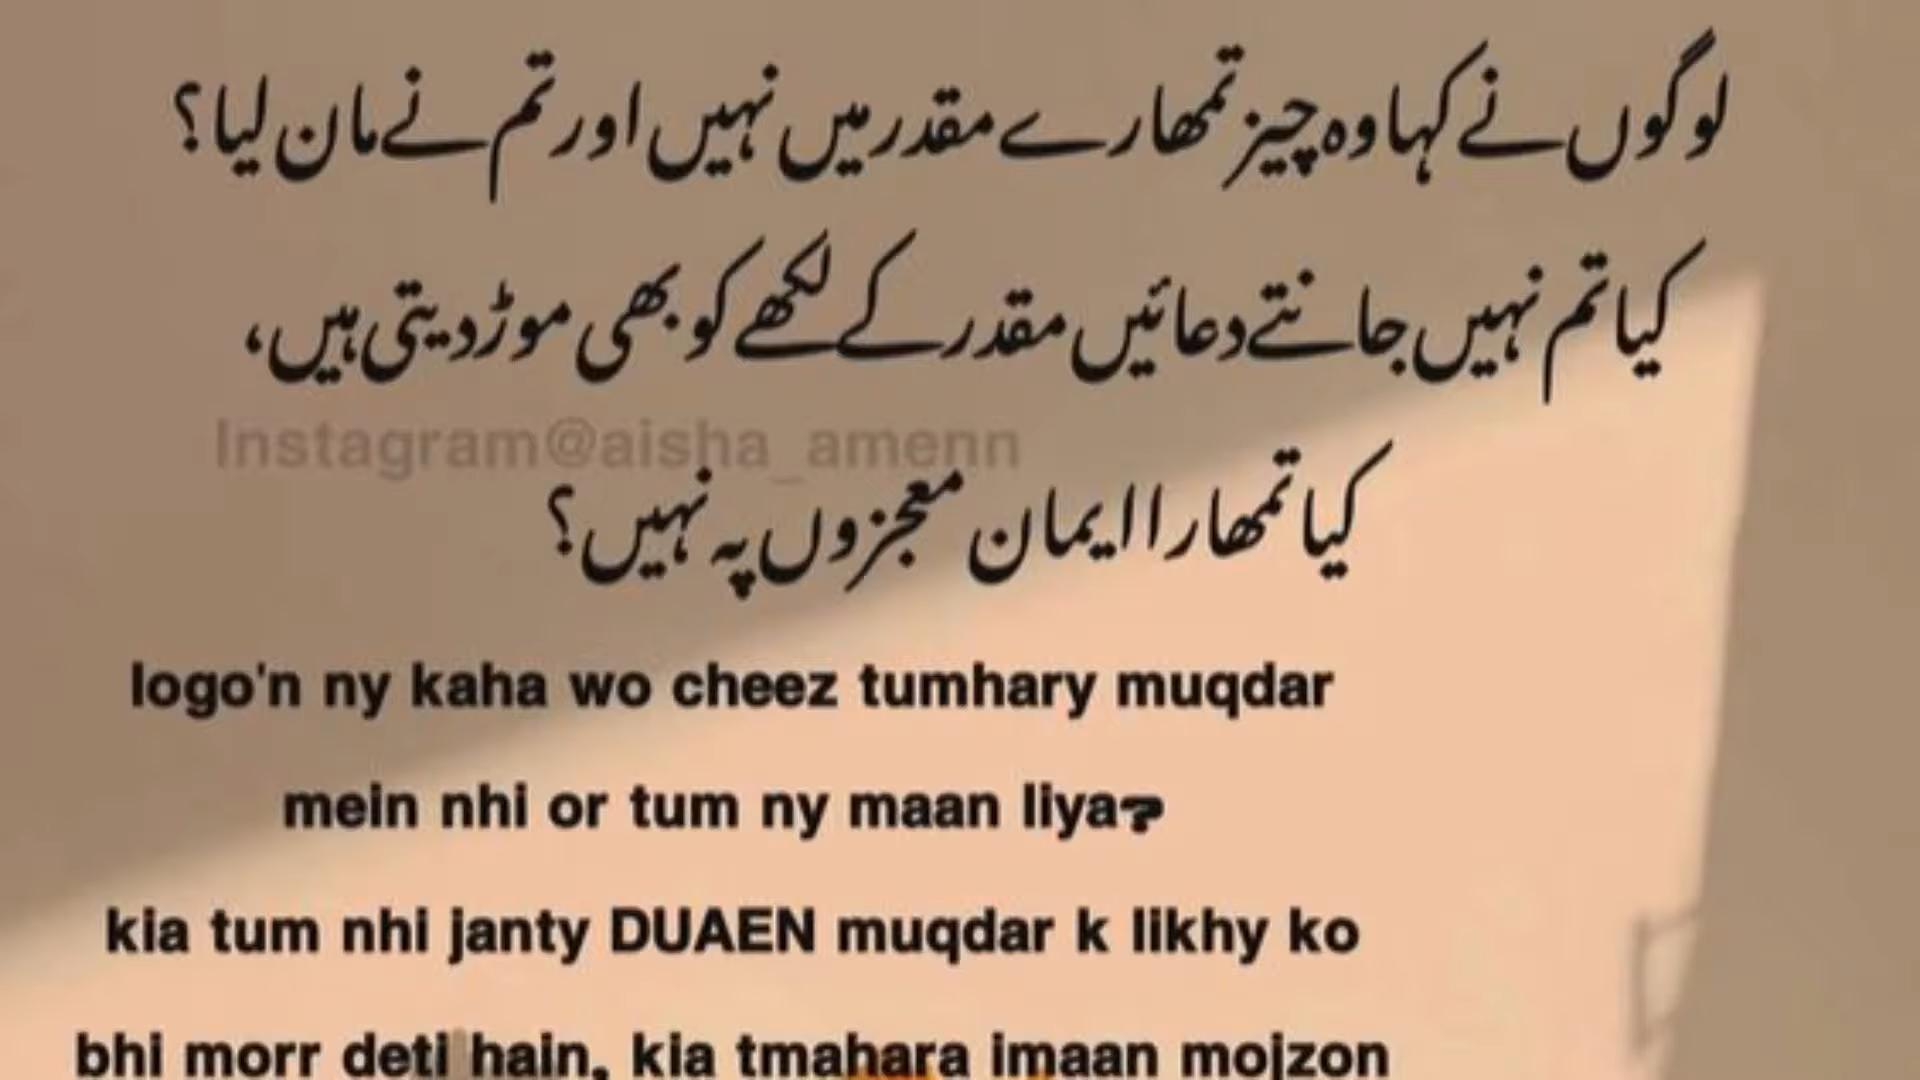 لوگوں نے کہا وہ چیز تمھارے مقدر میں نہیں اور تم نے مان لیا؟
کیا تم نہیں جانتے دعائیں مقدر کے لکھے کو بھی موڑ دیتی ہیں،
Instagram@aisha_amenn
کیا تمھارا ایمان معجزوں پہ نہیں؟
logo'n ny kaha wo cheez tumhary muqdar
mein nhi or tum ny maan liya?
kia tum nhi janty DUAEN muqdar k likhy ko
bhi morr deti hain, kia tmahara imaan mojzon